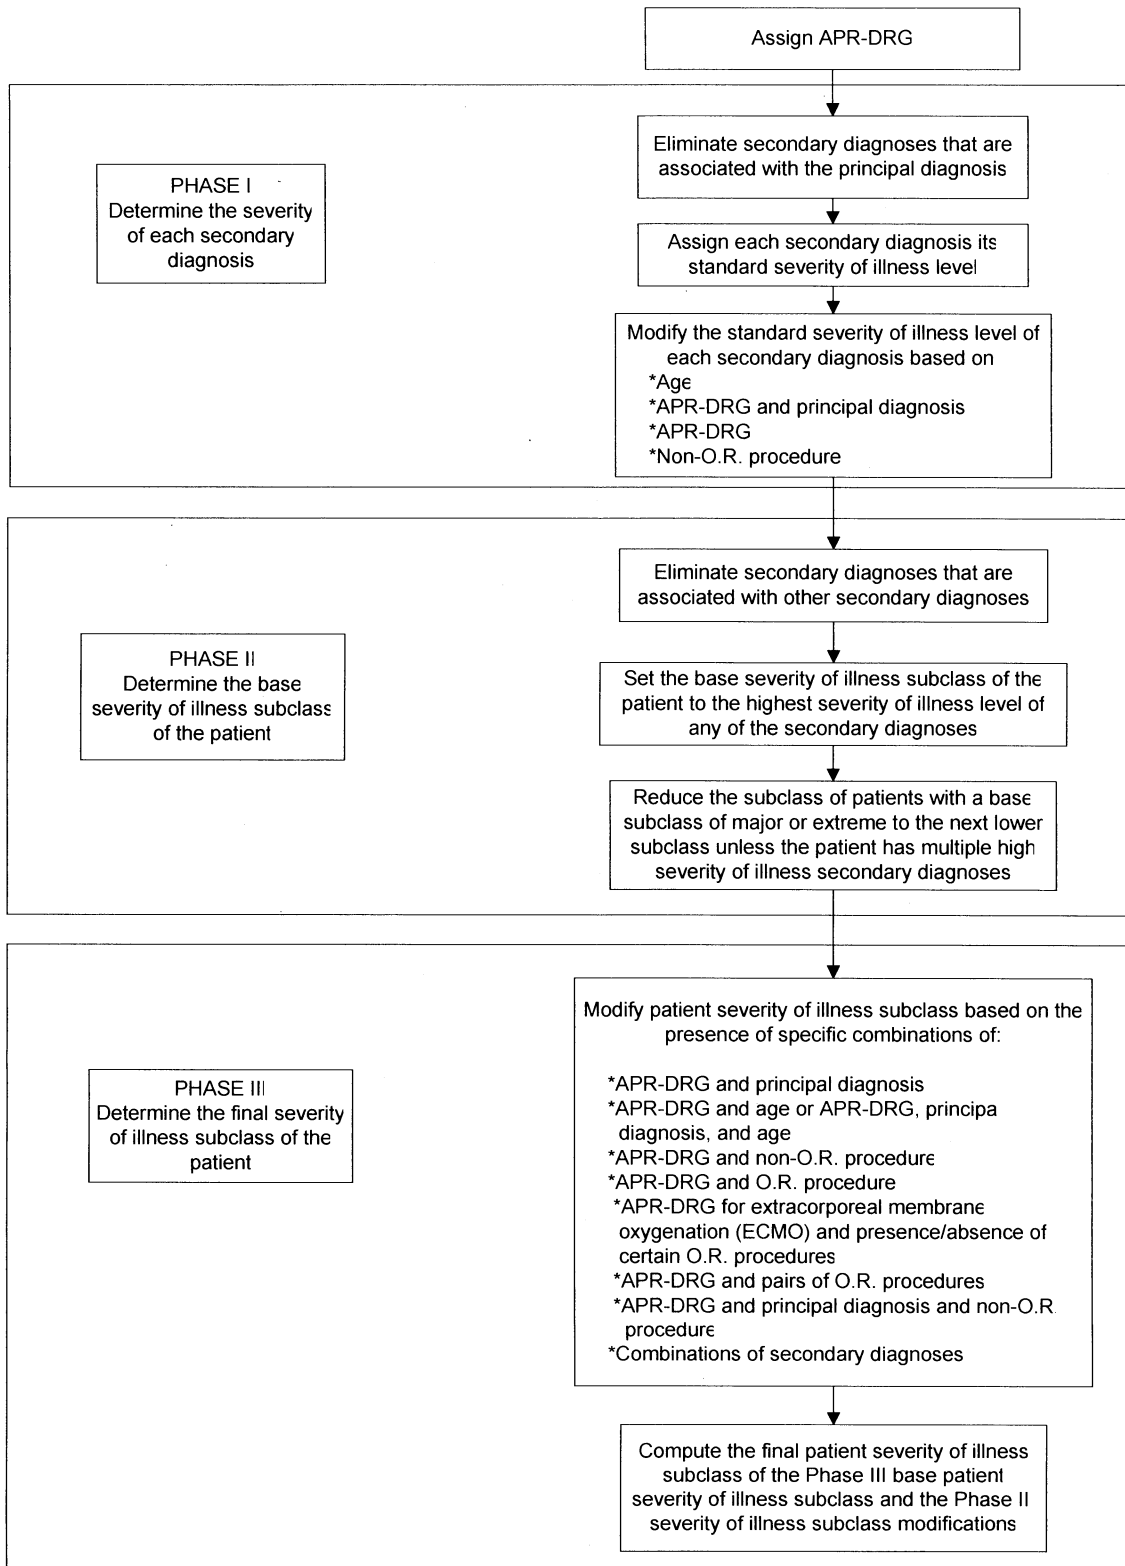 Assign APR-DRG
Eliminate secondary diagnoses that are
associated with the principal diagnosis
PHASE I
Determine the severity
of each secondary
diagnosis
Assign each secondary diagnosis its
standard severity of illness level
Modify the standard severity of illness level of
each secondary diagnosis based on
*Age
*APR-DRG and principal diagnosis
*APR-DRG
*Non-O.R. procedure
Eliminate secondary diagnoses that are
associated with other secondary diagnoses
PHASE II
Determine the base
severity of illness subclass
of the patient
Set the base severity of illness subclass of the
patient to the highest severity of illness level of
any of the secondary diagnoses
Reduce the subclass of patients with a base
subclass of major or extreme to the next lower
subclass unless the patient has multiple high
severity of illness secondary diagnoses
PHASE III
Determine the final severity
of illness subclass of the
patient
Modify patient severity of illness subclass based on the
presence of specific combinations of:
*APR-DRG and principal diagnosis
*APR-DRG and age or APR-DRG, principa
diagnosis, and age
*APR-DRG and non-O.R. procedure
*APR-DRG and O.R. procedure
*APR-DRG for extracorporeal membrane
oxygenation (ECMO) and presence/absence of
certain O.R. procedures
*APR-DRG and pairs of O.R. procedures
*APR-DRG and principal diagnosis and non-O.R.
procedure
*Combinations of secondary diagnoses
Compute the final patient severity of illness
subclass of the Phase III base patient
severity of illness subclass and the Phase II
severity of illness subclass modifications